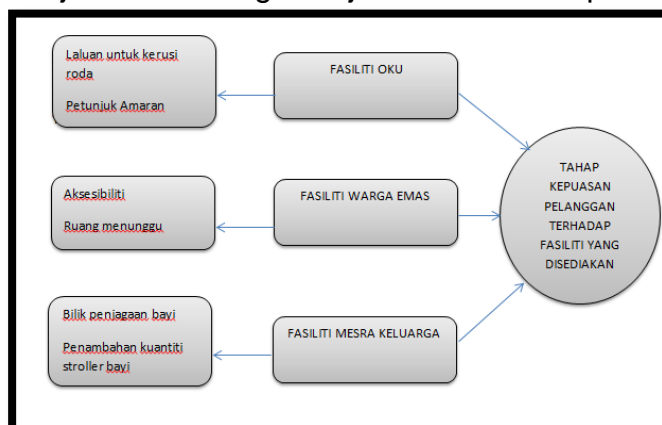 Laluan untuk kerusi
roda
Petunjuk Amaran
FASILITI OKU
Aksesibiliti
Ruang menunggu
FASILITI WARGA EMAS
Bilik penjagaan bayi
Penambahan kuantiti
stroller bayi
FASILITI MESRA KELUARGA
TAHAP
KEPUASAN
PELANGGAN
TERHADAP
FASILITI YANG
DISEDIAKAN